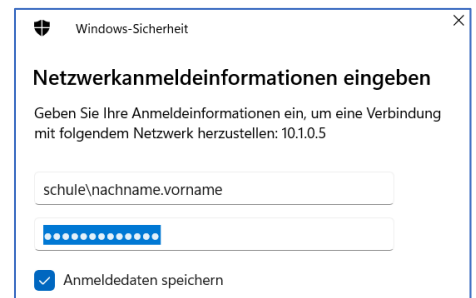 Windows-Sicherheit
Netzwerkanmeldeinformationen eingeben
Geben Sie Ihre Anmeldeinformationen ein, um eine Verbindung
mit folgendem Netzwerk herzustellen: 10.1.0.5
schule\nachname.vorname
●●●●●●●●●●●●●
Anmeldedaten speichern